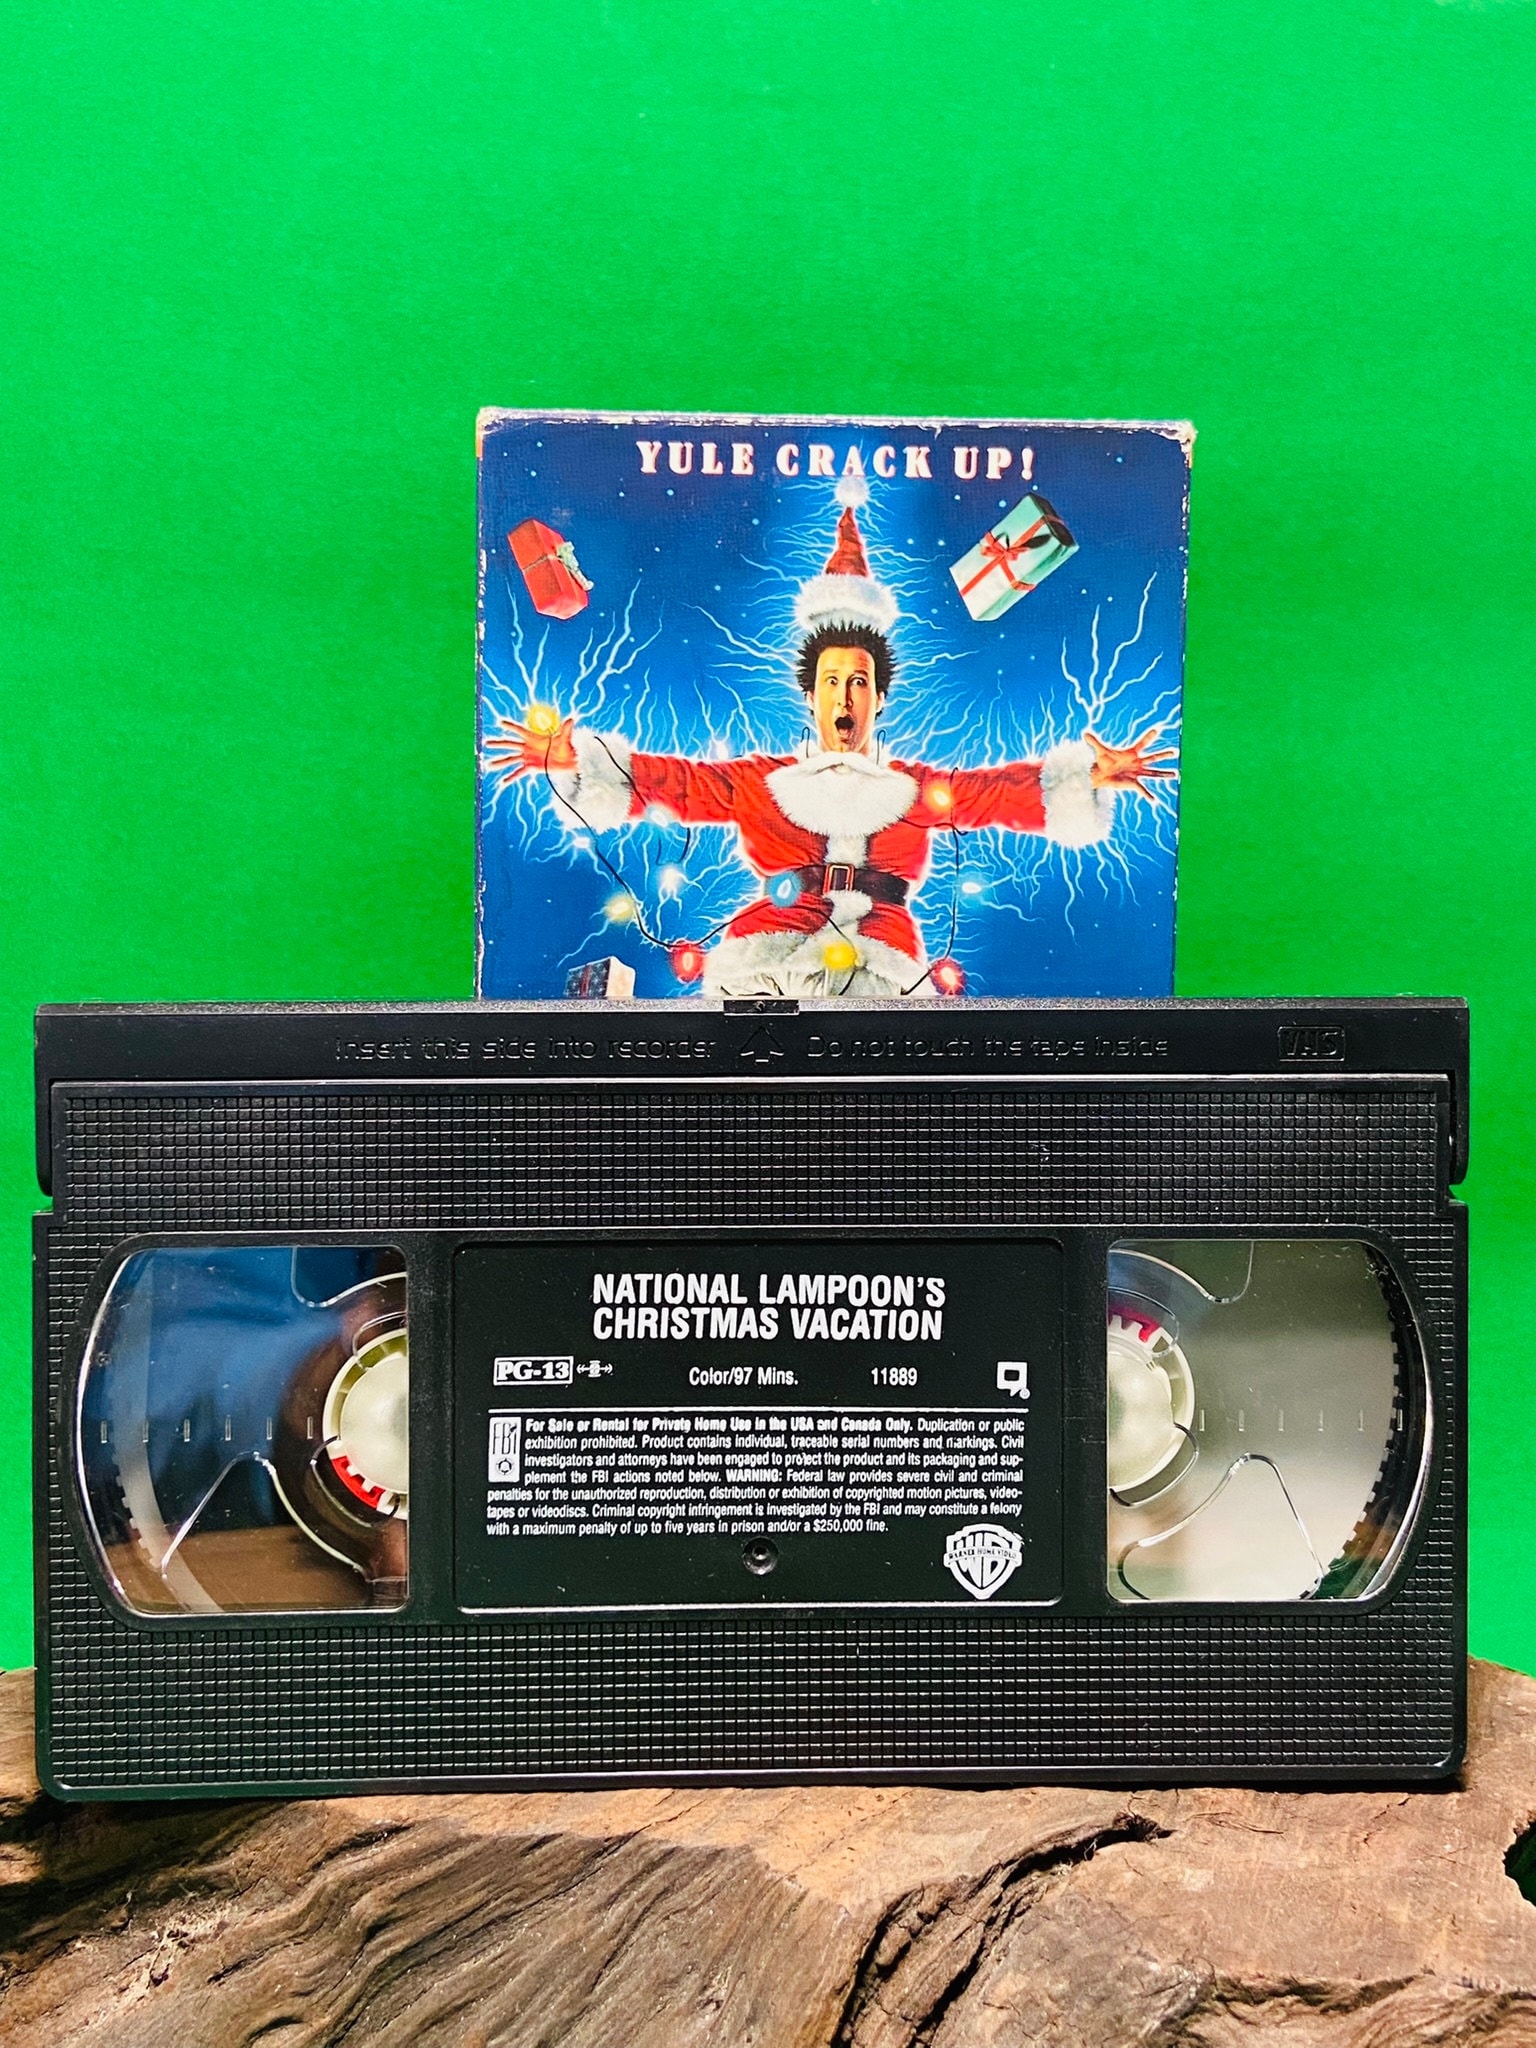 YULE CRACK UP!
Insert this side into recorder Do not touch the tape inside VHS
NATIONAL LAMPOON'S
CHRISTMAS VACATION
PG-13 Color/97 Mins. 11889
FBI
For Sale or Rental for Private Home Use in the USA and Canada Only. Duplication or public
exhibition prohibited. Product contains individual, traceable serial numbers and markings. Civil
investigators and attorneys have been engaged to protect the product and its packaging and sup-
plement the FBI actions noted below. WARNING: Federal law provides severe civil and criminal
penalties for the unauthorized reproduction, distribution or exhibition of copyrighted motion pictures, video-
tapes or videodiscs. Criminal copyright infringement is investigated by the FBI and may constitute a felony
with a maximum penalty of up to five years in prison and/or a $250,000 fine.
WB
WARNER HOME VIDEO